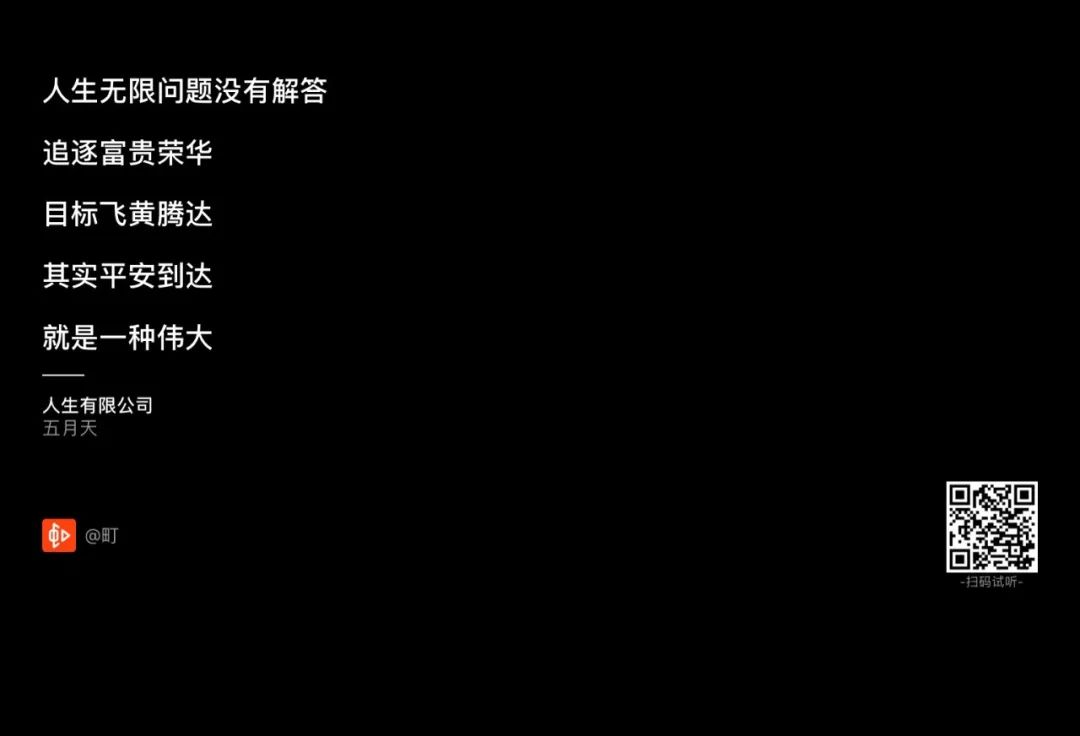 人生无限问题没有解答
追逐富贵荣华
目标飞黄腾达
其实平安到达
就是一种伟大
人生有限公司
五月天
@町
-扫码试听-